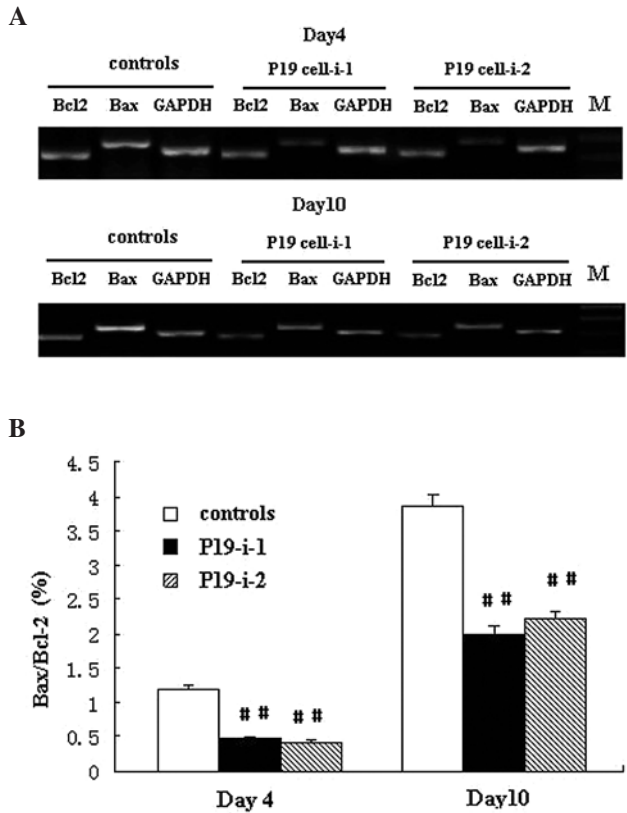 A
Day4
controls P19 cell-i-1 P19 cell-i-2
Bcl2 Bax GAPDH Bcl2 Bax GAPDH Bcl2 Bax GAPDH M
Day10
controls P19 cell-i-1 P19 cell-i-2
Bcl2 Bax GAPDH Bcl2 Bax GAPDH Bcl2 Bax GAPDH M
B
Bax/Bcl-2 (%)
4.5
4
3.5
3
2.5
2
1.5
1
0.5
0
controls
P19-i-1
P19-i-2
# # # #
# # # #
Day 4 Day10